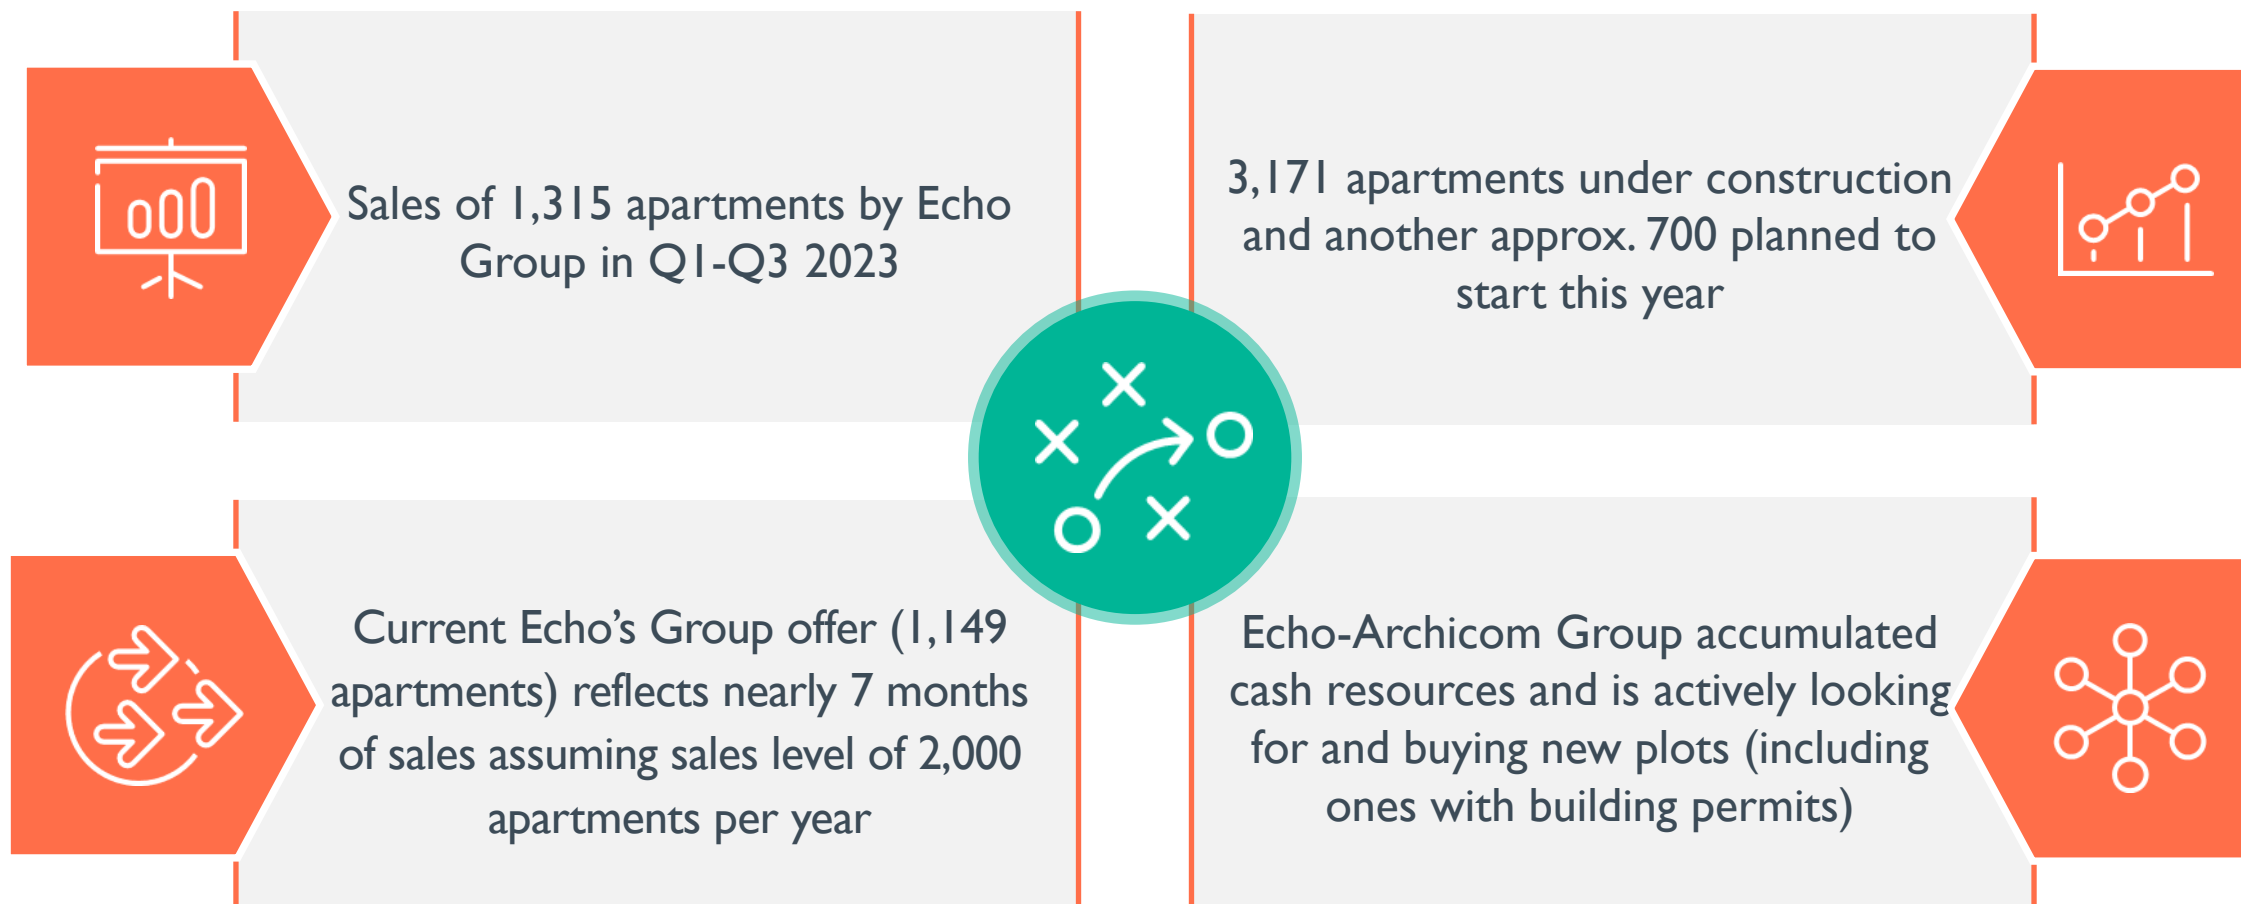 Sales of 1,315 apartments by Echo
Group in Q1-Q3 2023
3,171 apartments under construction
and another approx. 700 planned to
start this year
Current Echo’s Group offer (1,149
apartments) reflects nearly 7 months
of sales assuming sales level of 2,000
apartments per year
Echo-Archicom Group accumulated
cash resources and is actively looking
for and buying new plots (including
ones with building permits)